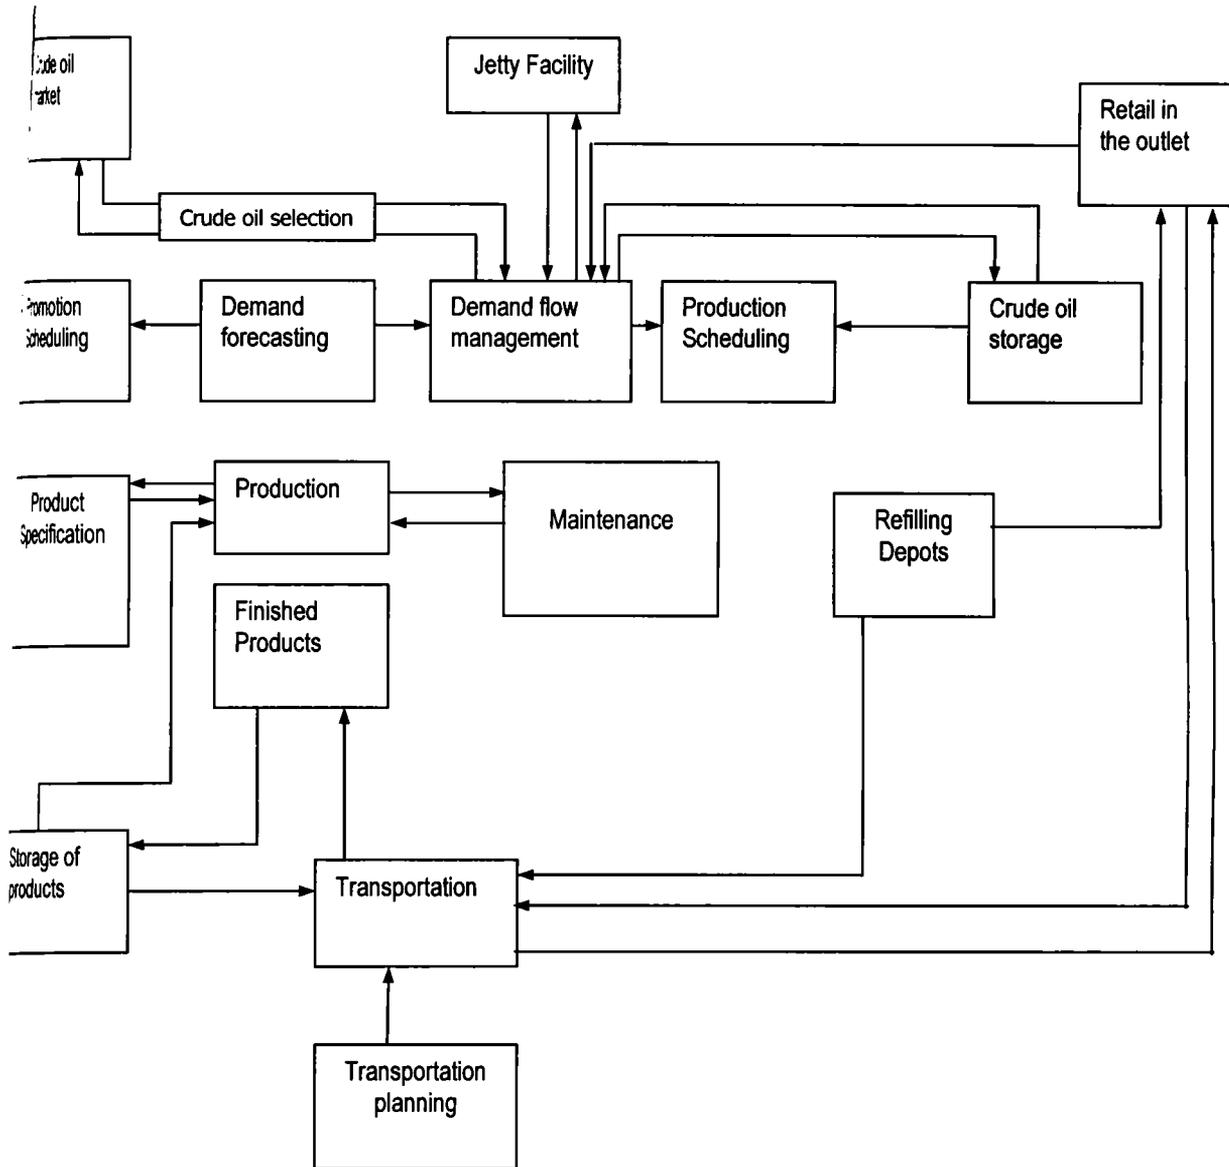 Jetty Facility
oil
Retail in
the outlet
Crude oil selection
Demand
forecasting
Demand flow
management
Production
Scheduling
Crude oil
storage
Production
Maintenance
Refilling
Depots
Product
Specification
Finished
Products
Storage of
products
Transportation
Transportation
planning